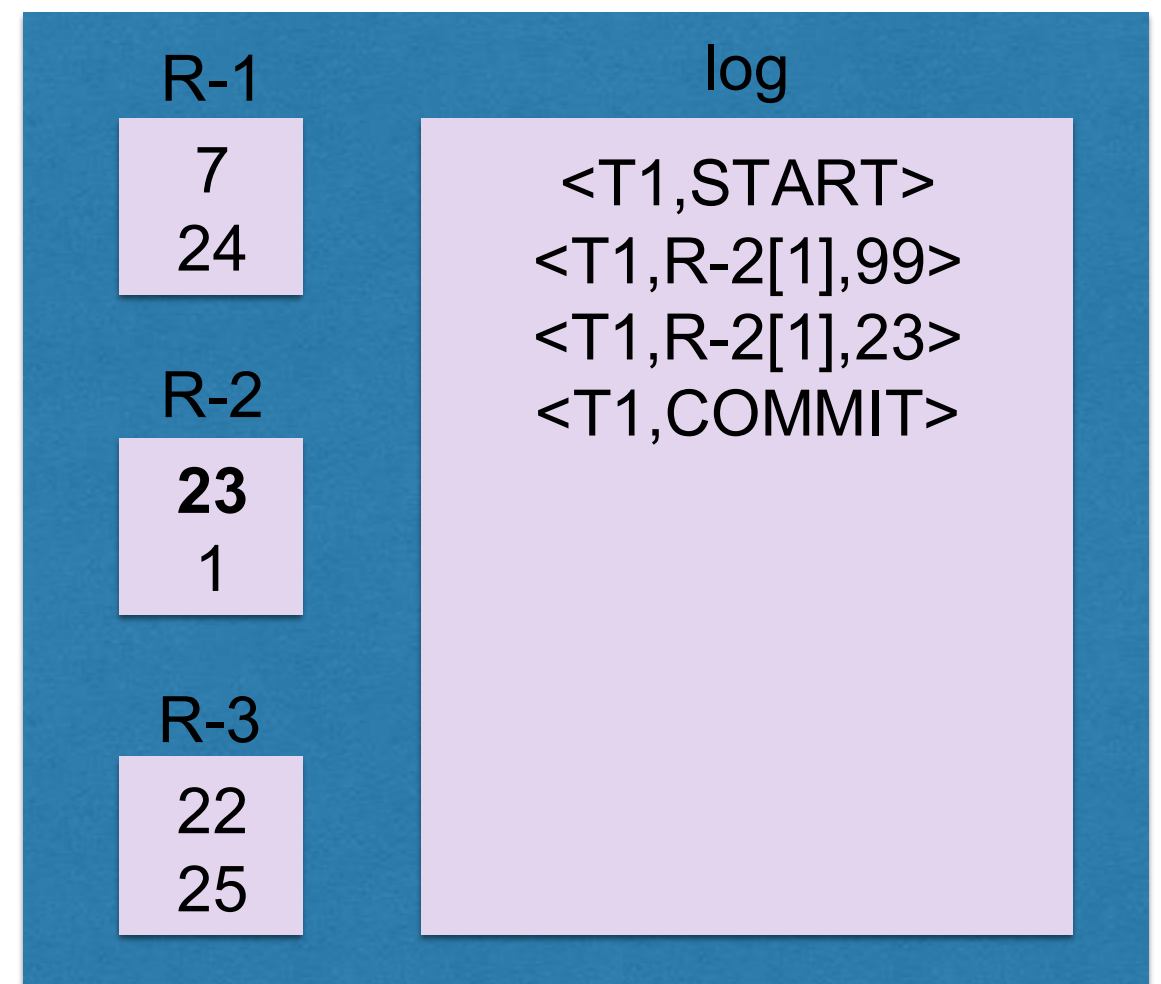 R-1
7
24
R-2
23
1
R-3
22
25
log
<T1,START>
<T1,R-2[1],99>
<T1,R-2[1],23>
<T1,COMMIT>